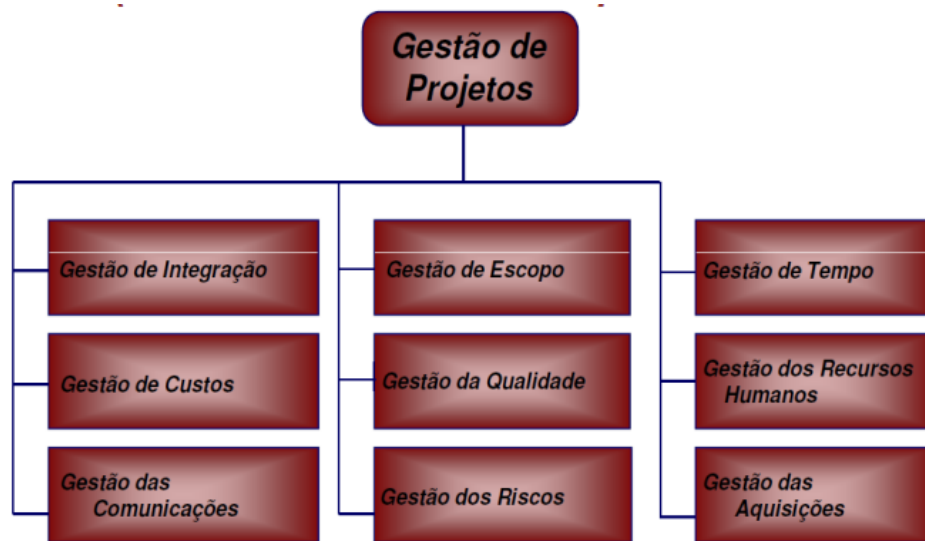 Gestão de
Projetos
Gestão de Integração
Gestão de Escopo
Gestão de Tempo
Gestão de Custos
Gestão da Qualidade
Gestão dos Recursos
Humanos
Gestão das
Comunicações
Gestão dos Riscos
Gestão das
Aquisições